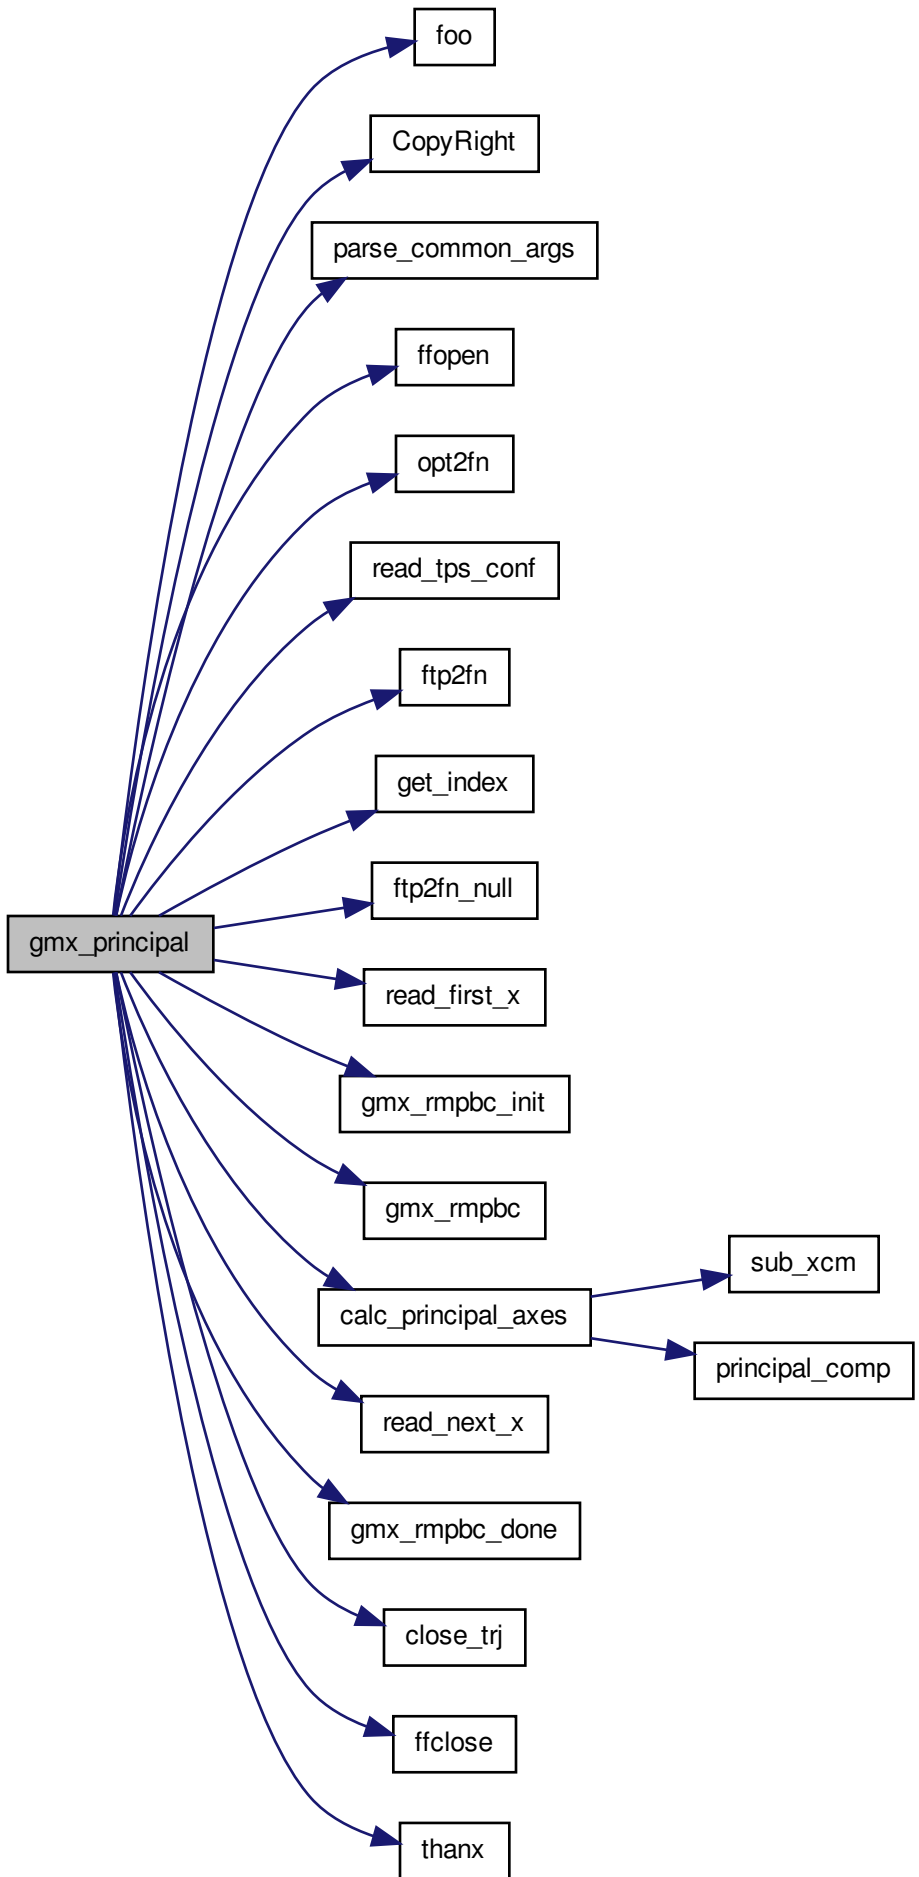 foo
CopyRight
parse_common_args
ffopen
opt2fn
read_tps_conf
ftp2fn
get_index
ftp2fn_null
gmx_principal
read_first_x
gmx_rmpbc_init
gmx_rmpbc
sub_xcm
calc_principal_axes
principal_comp
read_next_x
gmx_rmpbc_done
close_trj
ffclose
thanx